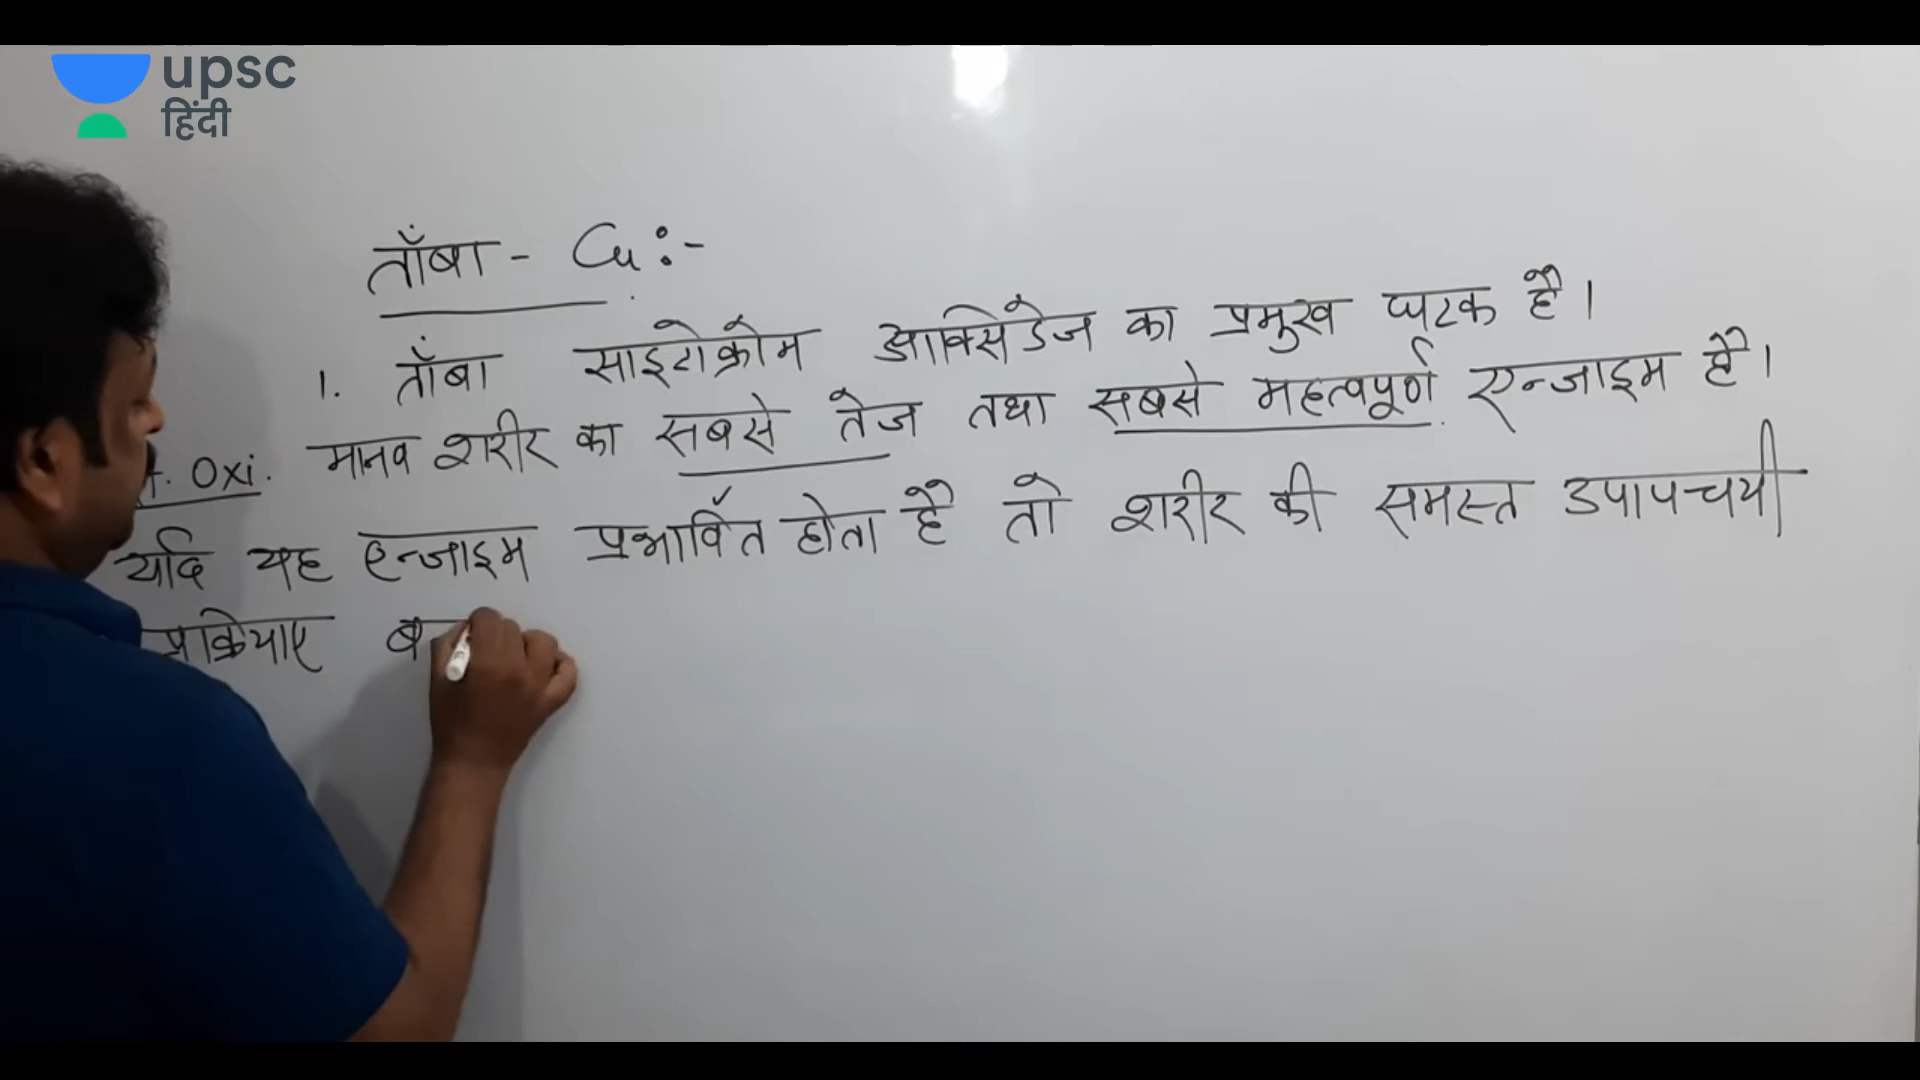 upsc
हिंदी
ताँबा - Cu :-
1. ताँबा साइटोक्रोम आक्सिडेज का प्रमुख घटक है।
मानव शरीर का सबसे तेज तथा सबसे महत्वपूर्ण एन्जाइम है।
Oxi.
यदि यह एन्जाइम प्रभावित होता है तो शरीर की समस्त उपापचयी
प्रक्रियाए